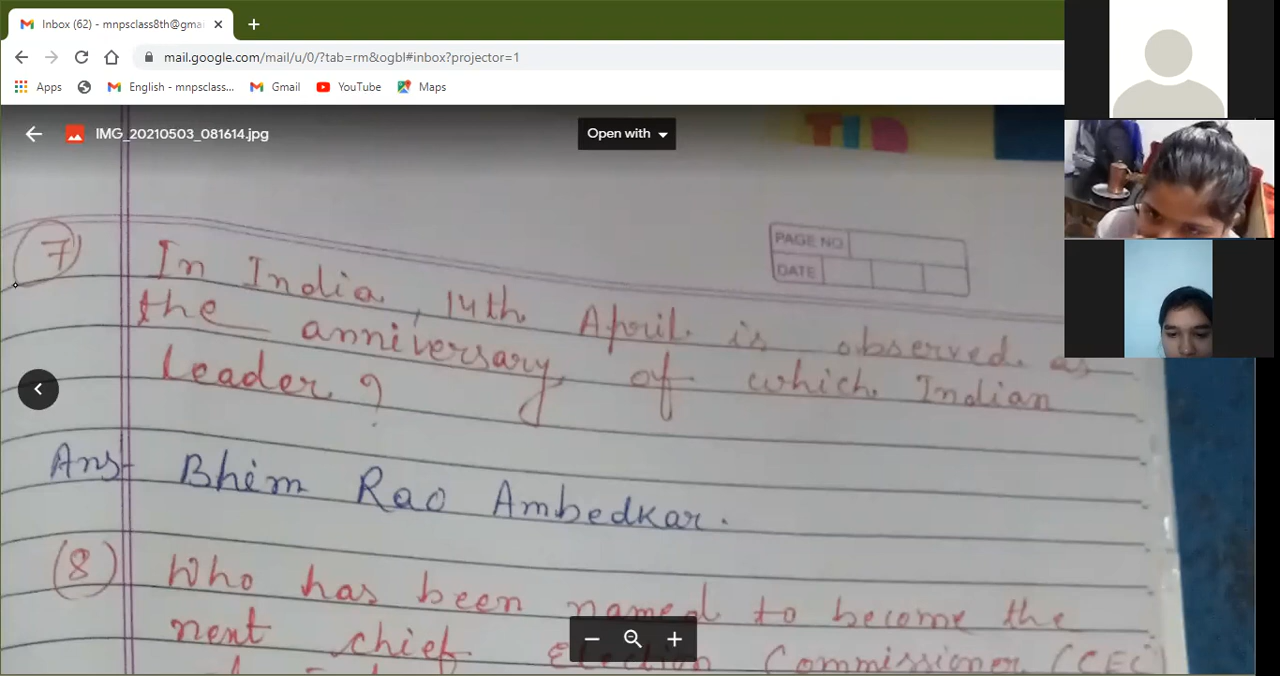 Inbox (62) - mnpsclass8th@gma
mail.google.com/mail/u/0/?tab=rm&ogbl#inbox?projector=1
Apps English - mnpsclass... Gmail YouTube Maps
IMG_20210503_081614.jpg Open with
PAGE NO.
DATE
7 In India, 14th April is observed as
the anniversary of which Indian
leader ?
Ans- Bhim Rao Ambedkar.
(8) Who has been named to become the
next chief Election Commissioner (CEC)